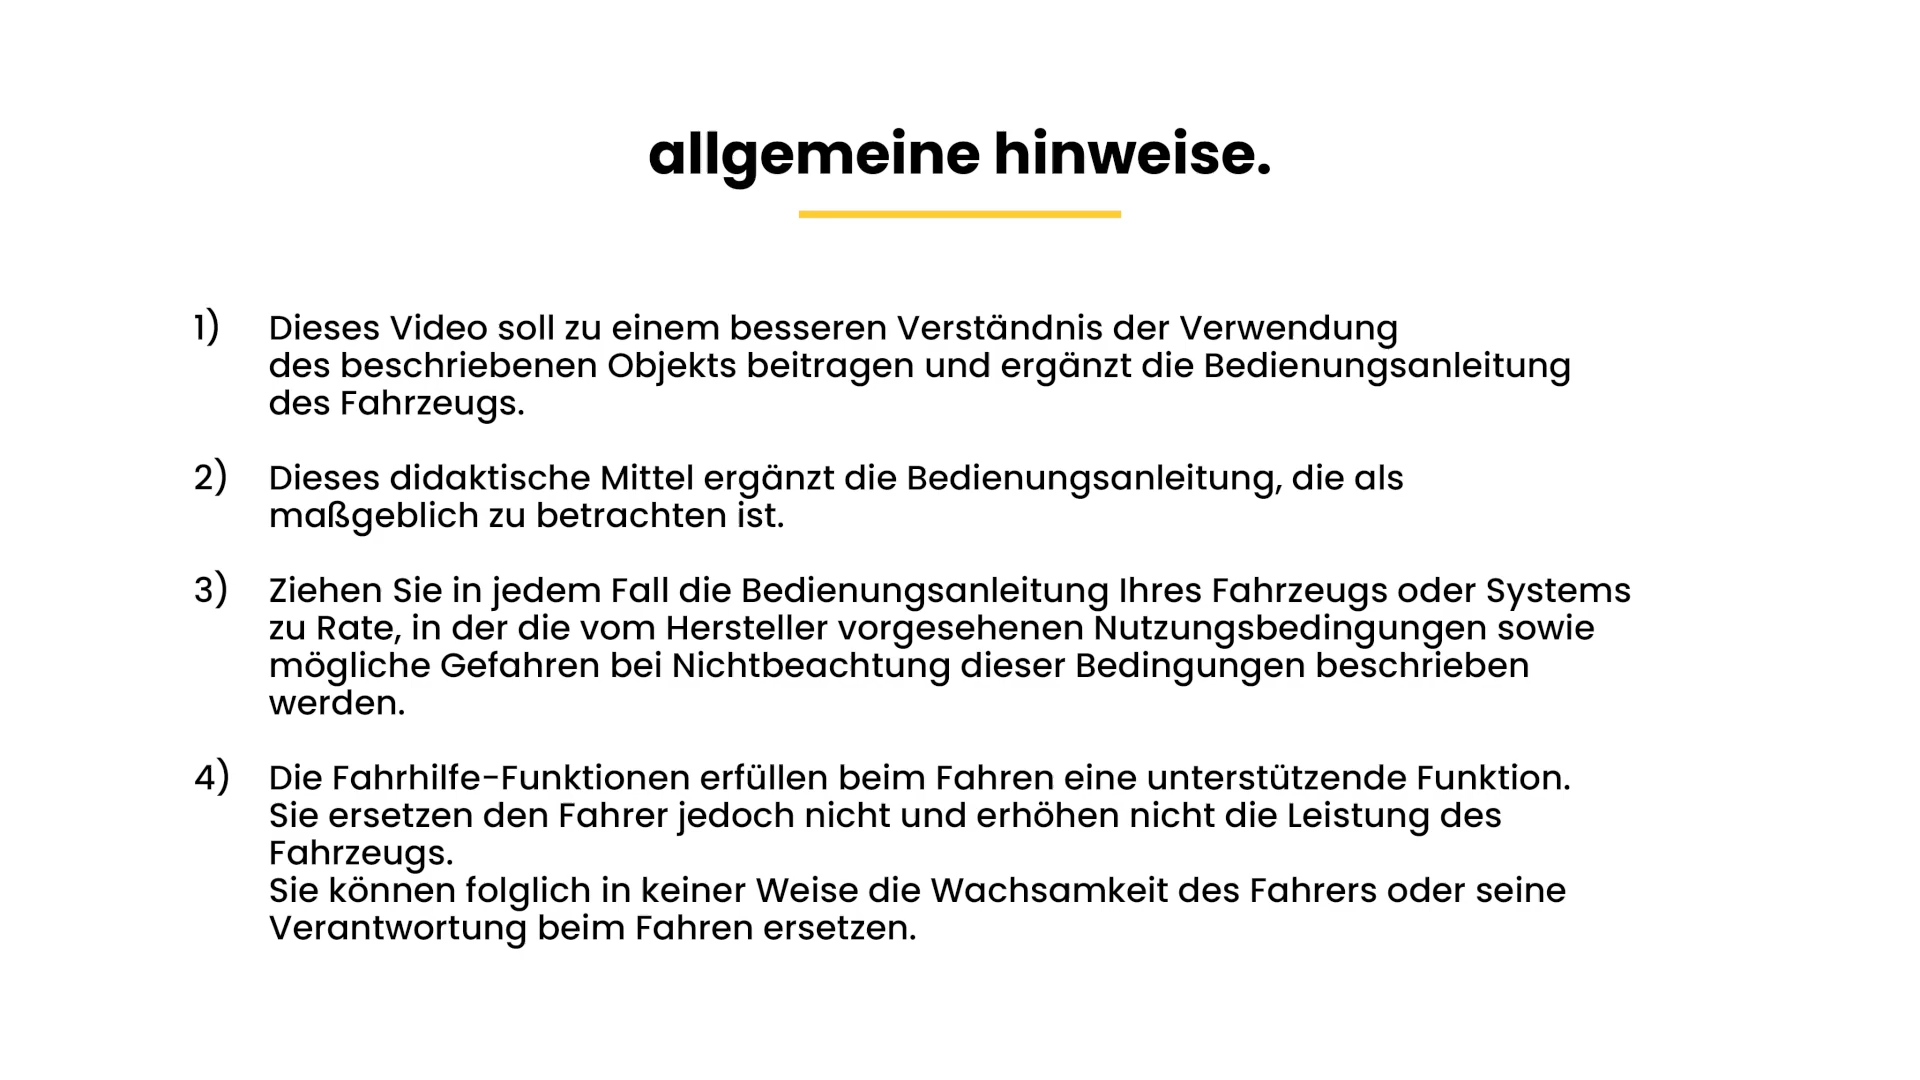 allgemeine hinweise.
1) Dieses Video soll zu einem besseren Verständnis der Verwendung
des beschriebenen Objekts beitragen und ergänzt die Bedienungsanleitung
des Fahrzeugs.
2) Dieses didaktische Mittel ergänzt die Bedienungsanleitung, die als
maßgeblich zu betrachten ist.
3) Ziehen Sie in jedem Fall die Bedienungsanleitung Ihres Fahrzeugs oder Systems
zu Rate, in der die vom Hersteller vorgesehenen Nutzungsbedingungen sowie
mögliche Gefahren bei Nichtbeachtung dieser Bedingungen beschrieben
werden.
4) Die Fahrhilfe-Funktionen erfüllen beim Fahren eine unterstützende Funktion.
Sie ersetzen den Fahrer jedoch nicht und erhöhen nicht die Leistung des
Fahrzeugs.
Sie können folglich in keiner Weise die Wachsamkeit des Fahrers oder seine
Verantwortung beim Fahren ersetzen.